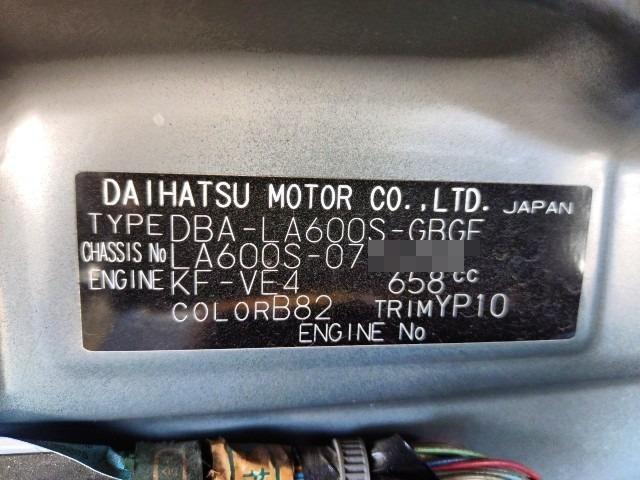 DAIHATSU MOTOR CO.,LTD. JAPAN
TYPE DBA-LA600S-GBGF
CHASSIS No LA600S-07
ENGINE KF-VE4 658cc
COLOR B82 TRIM YP10
ENGINE No